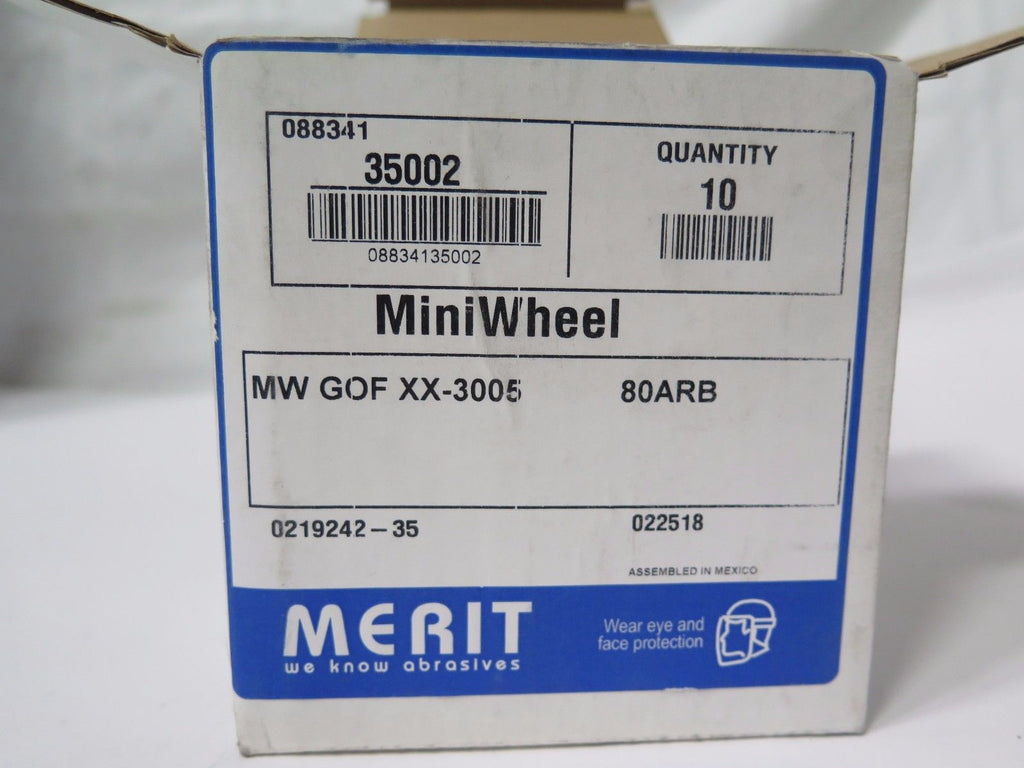 088341
35002
08834135002
QUANTITY
10
MiniWheel
MW GOF XX-3005 80ARB
0219242-35 022518
ASSEMBLED IN MEXICO
MERIT
we know abrasives
Wear eye and
face protection